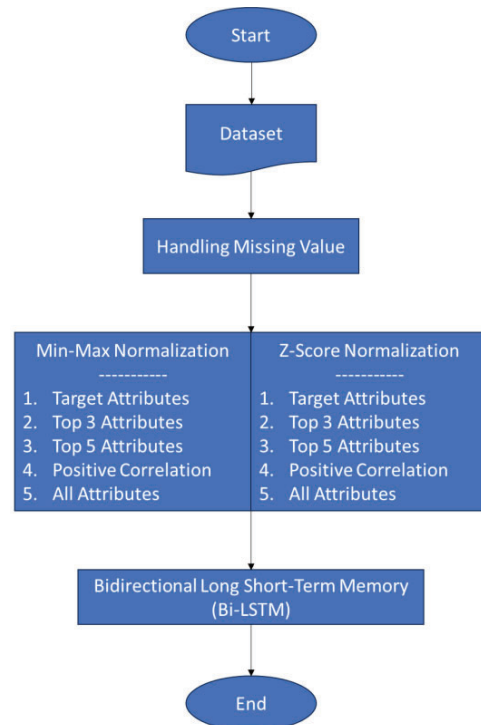 Start
Dataset
Handling Missing Value
Min-Max Normalization
-----------
1. Target Attributes
2. Top 3 Attributes
3. Top 5 Attributes
4. Positive Correlation
5. All Attributes
Z-Score Normalization
-----------
1. Target Attributes
2. Top 3 Attributes
3. Top 5 Attributes
4. Positive Correlation
5. All Attributes
Bidirectional Long Short-Term Memory
(Bi-LSTM)
End